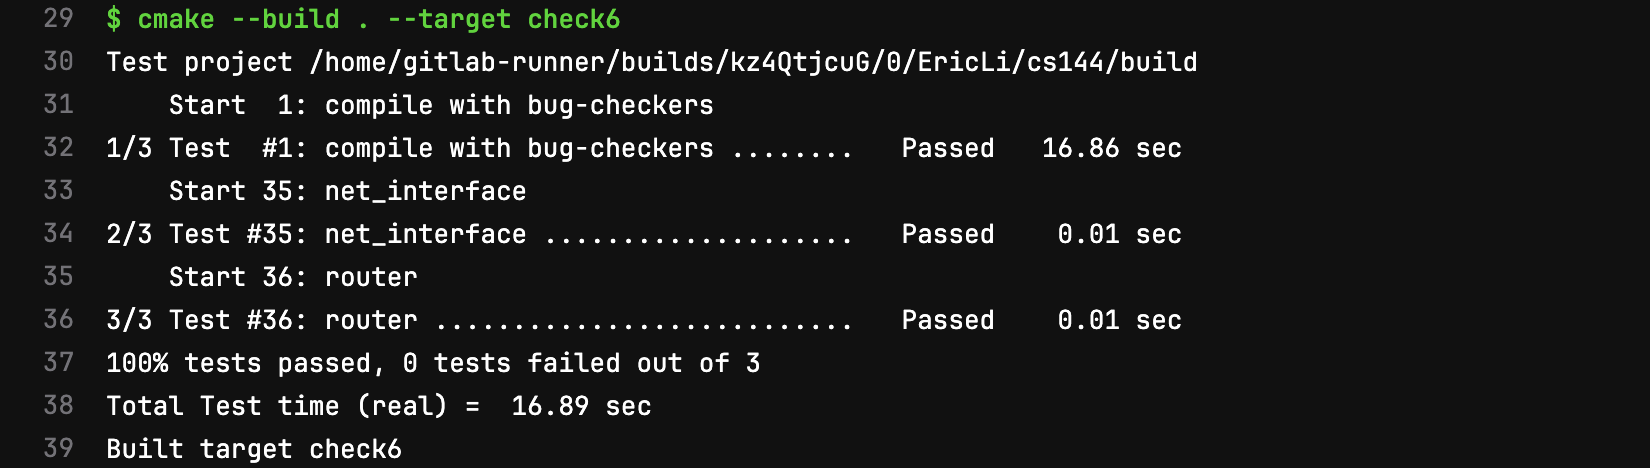 29 $ cmake --build . --target check6
30 Test project /home/gitlab-runner/builds/kz4QtjcuG/0/EricLi/cs144/build
31     Start  1: compile with bug-checkers
32 1/3 Test  #1: compile with bug-checkers ........   Passed   16.86 sec
33     Start 35: net_interface
34 2/3 Test #35: net_interface ....................   Passed    0.01 sec
35     Start 36: router
36 3/3 Test #36: router ...........................   Passed    0.01 sec
37 100% tests passed, 0 tests failed out of 3
38 Total Test time (real) =  16.89 sec
39 Built target check6